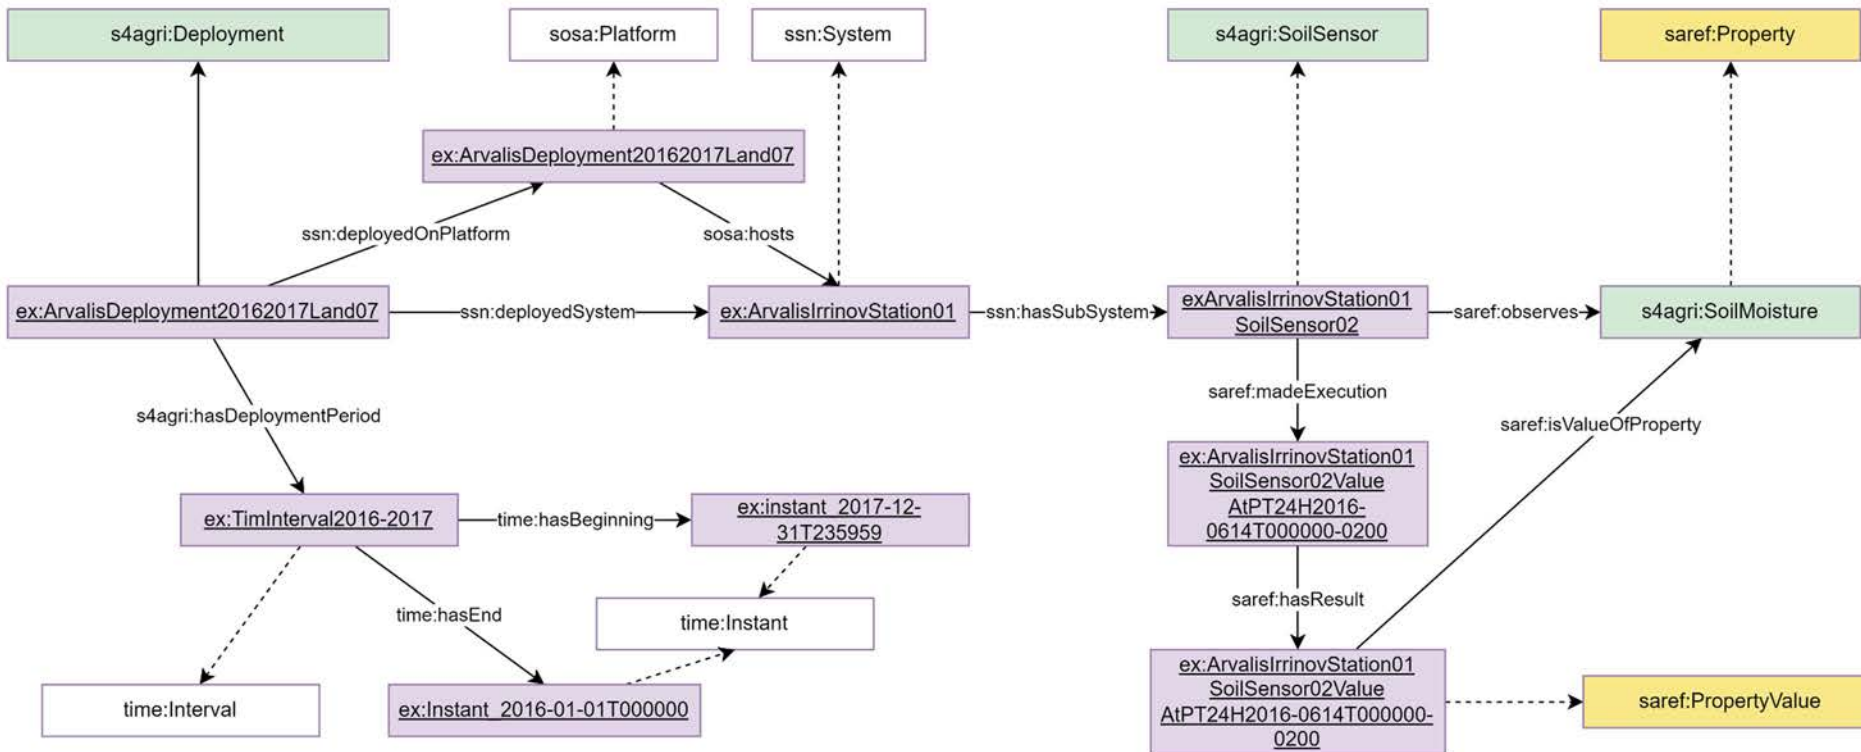 s4agri:Deployment
sosa:Platform
ssn:System
s4agri:SoilSensor
saref:Property
ex:ArvalisDeployment20162017Land07
ssn:deployedOnPlatform
sosa:hosts
ex:ArvalisDeployment20162017Land07
ssn:deployedSystem
ex:ArvalisIrrinovStation01
ssn:hasSubSystem
exArvalisIrrinovStation01
SoilSensor02
saref:observes
s4agri:SoilMoisture
s4agri:hasDeploymentPeriod
saref:madeExecution
saref:isValueOfProperty
ex:ArvalisIrrinovStation01
SoilSensor02Value
AtPT24H2016-
0614T000000-0200
ex:TimInterval2016-2017
time:hasBeginning
ex:instant_2017-12-
31T235959
time:hasEnd
time:Instant
saref:hasResult
time:Interval
ex:Instant_2016-01-01T000000
ex:ArvalisIrrinovStation01
SoilSensor02Value
AtPT24H2016-0614T000000-
0200
saref:PropertyValue